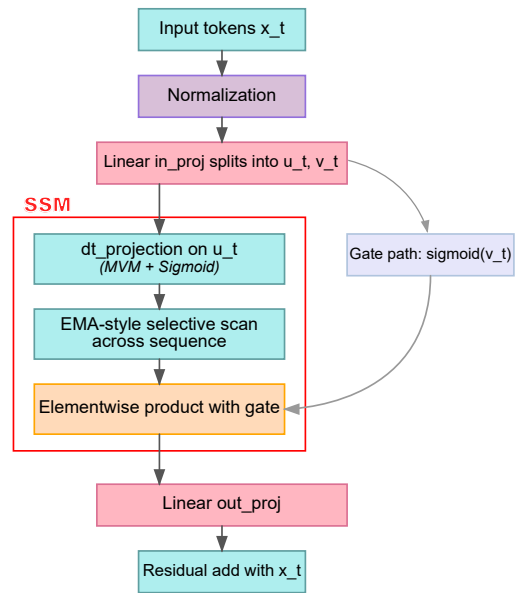 Input tokens x_t
Normalization
Linear in_proj splits into u_t, v_t
SSM
dt_projection on u_t
(MVM + Sigmoid)
Gate path: sigmoid(v_t)
EMA-style selective scan
across sequence
Elementwise product with gate
Linear out_proj
Residual add with x_t